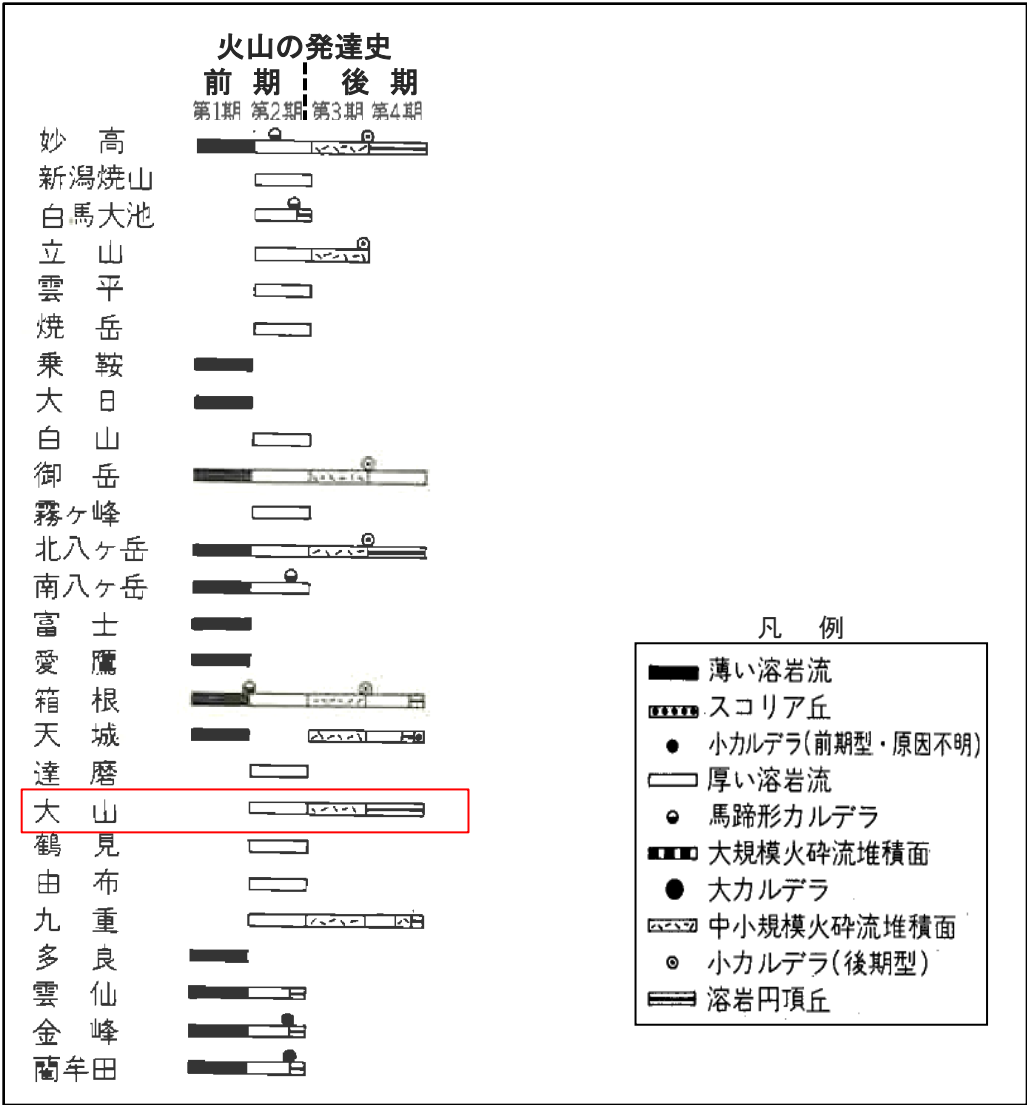 火山の発達史
前期 後期
第1期 第2期 第3期 第4期
妙高
新潟焼山
白馬大池
立山
雲平
焼岳
乗鞍
大日
白山
御岳
霧ヶ峰
北八ヶ岳
南八ヶ岳
富士
愛鷹
箱根
天城
達磨
大山
鶴見
由布
九重
多良
雲仙
金峰
藺牟田
凡例
薄い溶岩流
スコリア丘
小カルデラ(前期型・原因不明)
厚い溶岩流
馬蹄形カルデラ
大規模火砕流堆積面
大カルデラ
中小規模火砕流堆積面
小カルデラ(後期型)
溶岩円頂丘